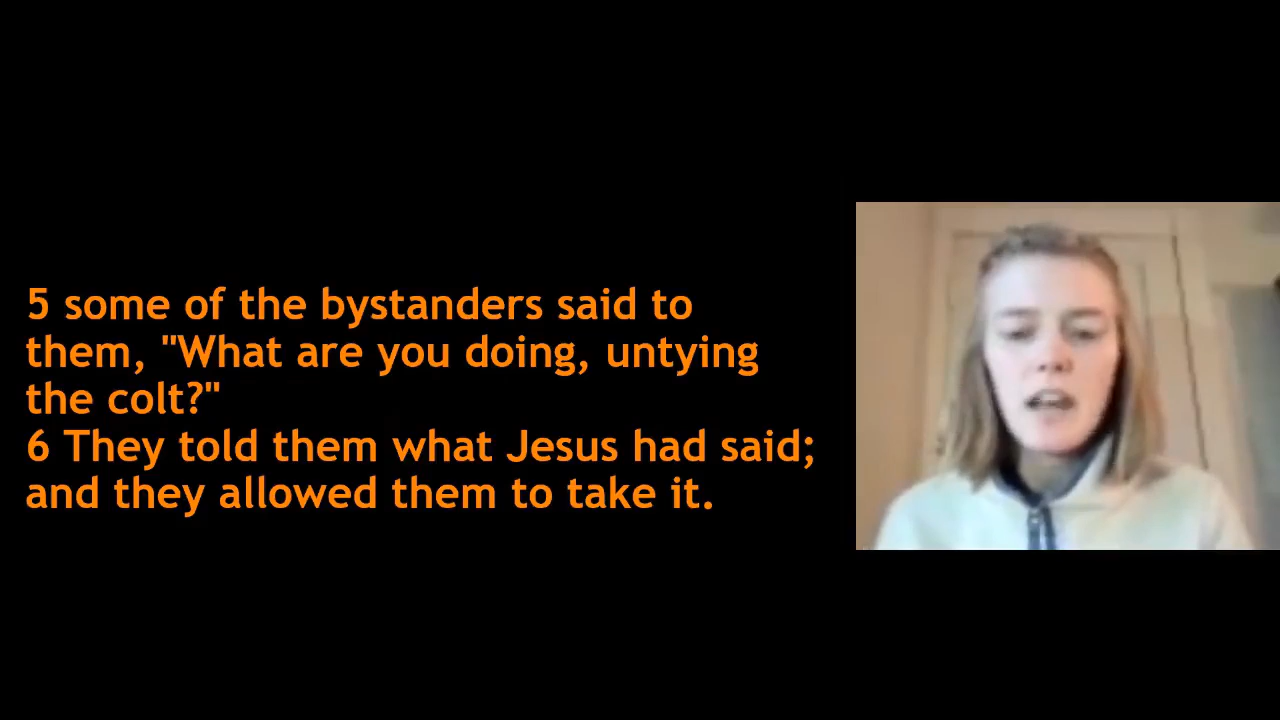 5 some of the bystanders said to
them, "What are you doing, untying
the colt?"
6 They told them what Jesus had said;
and they allowed them to take it.